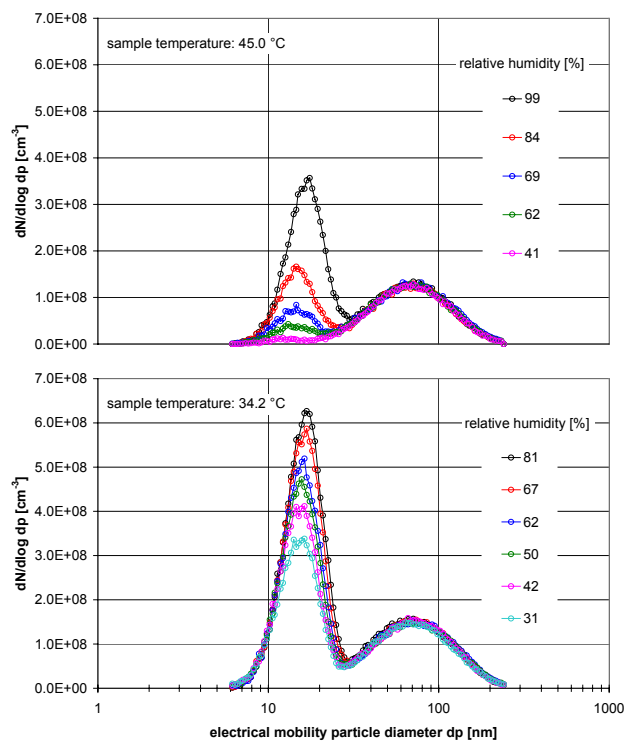 7.0E+08
sample temperature: 45.0 °C
6.0E+08
relative humidity [%]
5.0E+08
99
4.0E+08
84
3.0E+08
69
2.0E+08
62
1.0E+08
41
0.0E+00
dN/dlog dp [cm-3]
7.0E+08
sample temperature: 34.2 °C
6.0E+08
relative humidity [%]
5.0E+08
81
4.0E+08
67
3.0E+08
62
2.0E+08
50
1.0E+08
42
0.0E+00
31
dN/dlog dp [cm-3]
1 10 100 1000
electrical mobility particle diameter dp [nm]